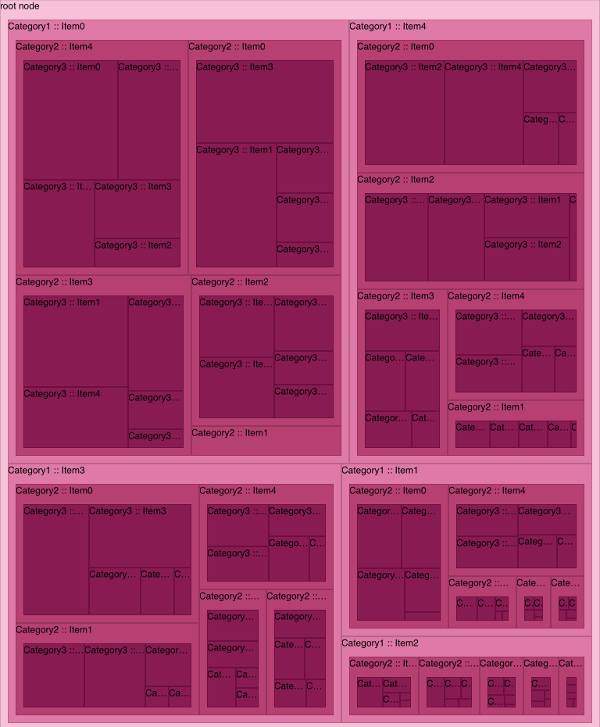 root node
Category1 :: Item0
Category2 :: Item4
Category3 :: Item0
Category3 ::...
Category3 :: It...
Category3 :: Item3
Category3 :: Item2
Category2 :: Item0
Category3 :: Item3
Category3 :: Item1
Category3...
Category3...
Category3...
Category2 :: Item3
Category3 :: Item1
Category3...
Category3 :: Item4
Category3...
Category3...
Category2 :: Item2
Category3 :: Ite...
Category3...
Category3 :: Ite...
Category3...
Category3...
Category2 :: Item1
Category1 :: Item4
Category2 :: Item0
Category3 :: Item2
Category3 :: Item4
Category3...
Categ...
C...
Category2 :: Item2
Category3 ::...
Category3...
Category3 :: Item1
Category3 :: Item2
C
Category2 :: Item3
Category3 :: Ite...
Catego...
Cate...
Categor...
Cat...
Category2 :: Item4
Category3 ::...
Category3...
Category3 ::...
Cate...
Ca...
Category2 :: Item1
Cate...
Cat...
Cat...
Ca...
C
Category1 :: Item3
Category2 :: Item0
Category3 ::...
Category3 :: Item3
Category...
Cate...
C...
Category2 :: Item4
Category3 ::...
Category3...
Category3 ::...
Catego...
C...
Category2 :: Item1
Category3 ::...
Category3 ::...
Categor...
Ca...
Ca...
Category2 ::...
Category...
Category...
Cat...
Ca...
Ca...
Category2 ::...
Category...
Cate...
C...
Cate...
C...
Category1 :: Item1
Category2 :: Item0
Categor...
Categ...
Category...
Categ...
Category2 :: Item4
Category3 ::...
Category3...
Category3 ::...
Categ...
C...
Category2 ::...
C...
C...
C...
Cate...
C...
C
Cate...
C
C
Category1 :: Item2
Category2 :: It...
Cat...
Cat...
C...
Category2 ::...
C...
C...
C...
Categor...
C...
C...
C...
Categ...
C...
Cat...
C...